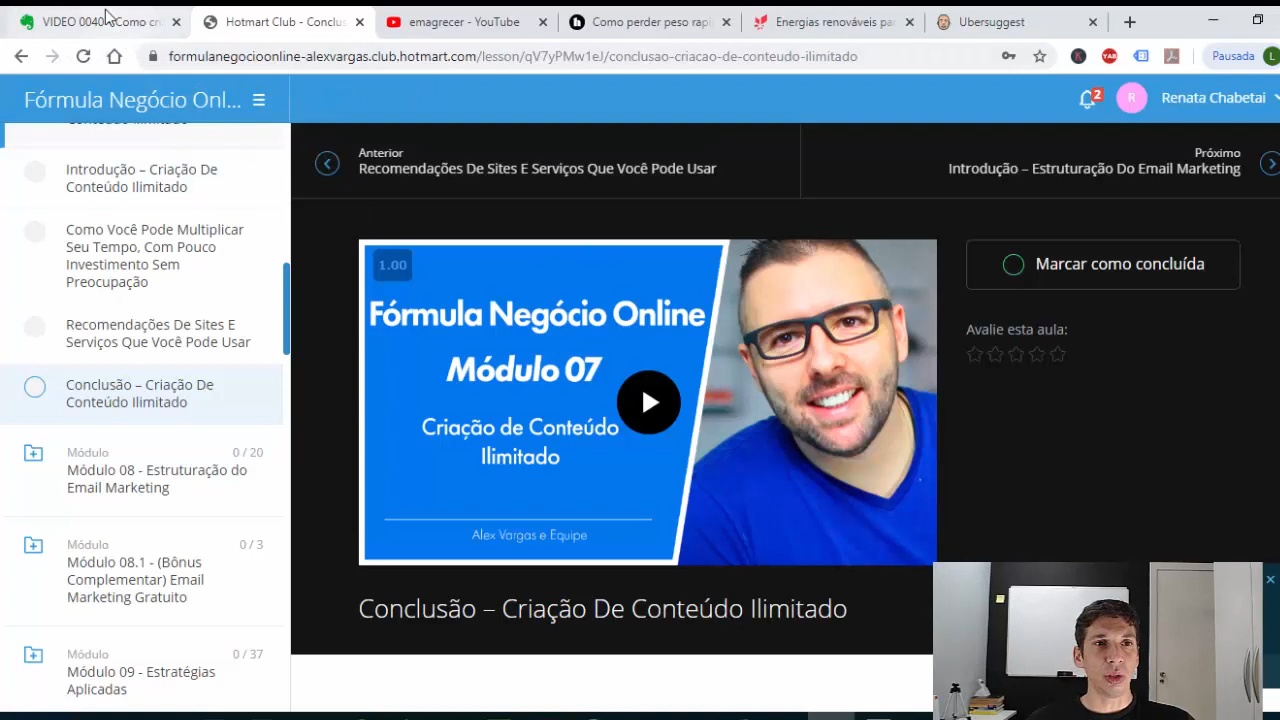 VIDEO 0040 - Como cri
Hotmart Club - Conclus
emagrecer - YouTube
Como perder peso rapi
Energias renováveis pa
Ubersuggest
formulanegocioonline-alexvargas.club.hotmart.com/lesson/qV7yPMw1eJ/conclusao-criacao-de-conteudo-ilimitado
YAB
Pausada
L
Fórmula Negócio Onl...
2
R
Renata Chabetai
Conteúdo Ilimitado
Introdução – Criação De
Conteúdo Ilimitado
Como Você Pode Multiplicar
Seu Tempo, Com Pouco
Investimento Sem
Preocupação
Recomendações De Sites E
Serviços Que Você Pode Usar
Conclusão – Criação De
Conteúdo Ilimitado
Módulo 0 / 20
Módulo 08 - Estruturação do
Email Marketing
Módulo 0 / 3
Módulo 08.1 - (Bônus
Complementar) Email
Marketing Gratuito
Módulo 0 / 37
Módulo 09 - Estratégias
Aplicadas
Anterior
Recomendações De Sites E Serviços Que Você Pode Usar
Próximo
Introdução – Estruturação Do Email Marketing
1.00
Fórmula Negócio Online
Módulo 07
Criação de Conteúdo
Ilimitado
Alex Vargas e Equipe
Marcar como concluída
Avalie esta aula:
Conclusão – Criação De Conteúdo Ilimitado